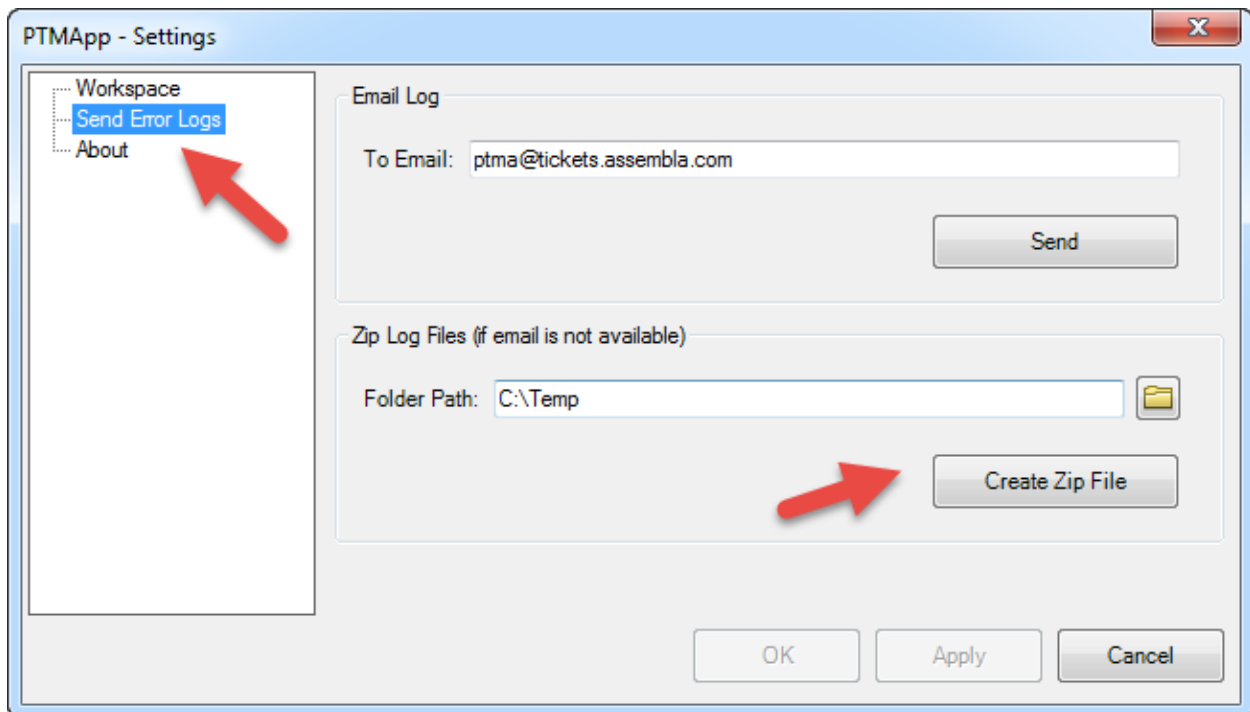 PTMApp - Settings
Workspace
Send Error Logs
About
Email Log
To Email: ptma@tickets.assembla.com
Send
Zip Log Files (if email is not available)
Folder Path: C:\Temp
Create Zip File
OK Apply Cancel